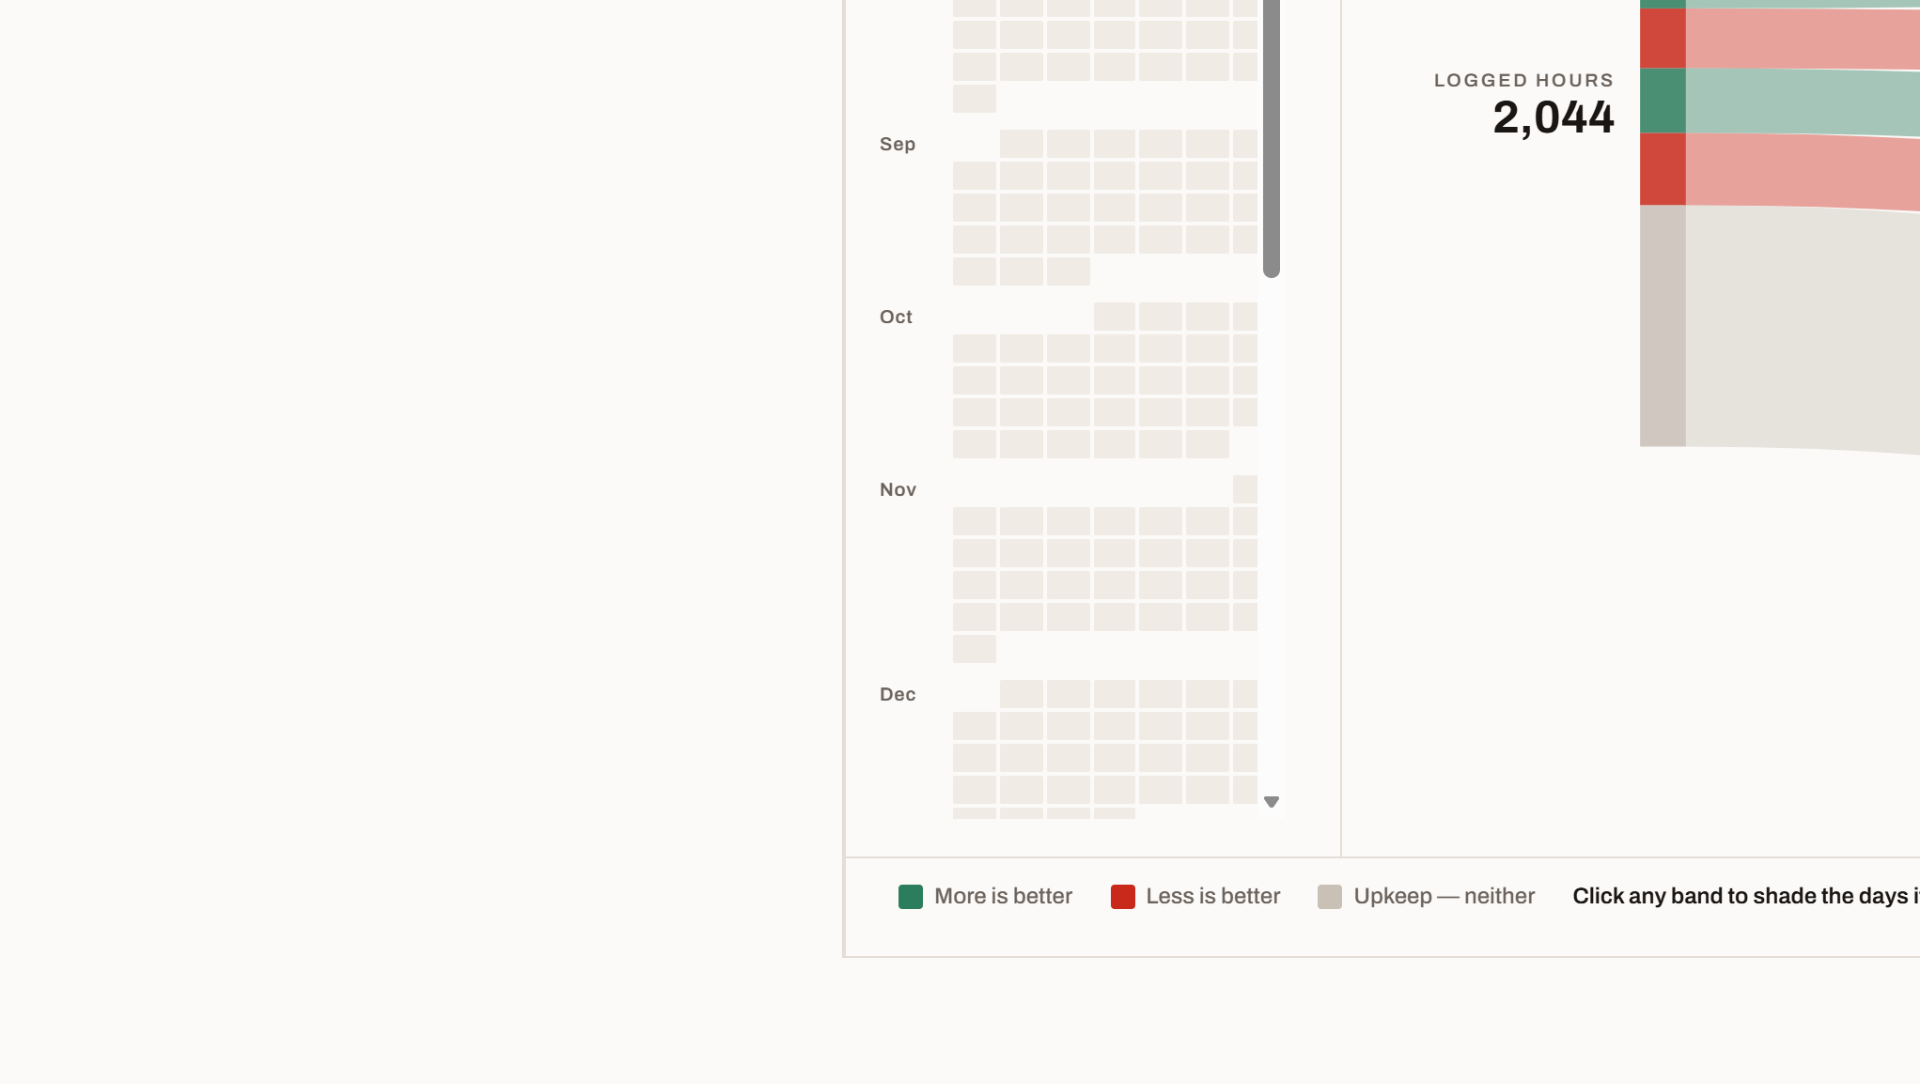 LOGGED HOURS
2,044
Sep
Oct
Nov
Dec
More is better
Less is better
Upkeep — neither
Click any band to shade the days